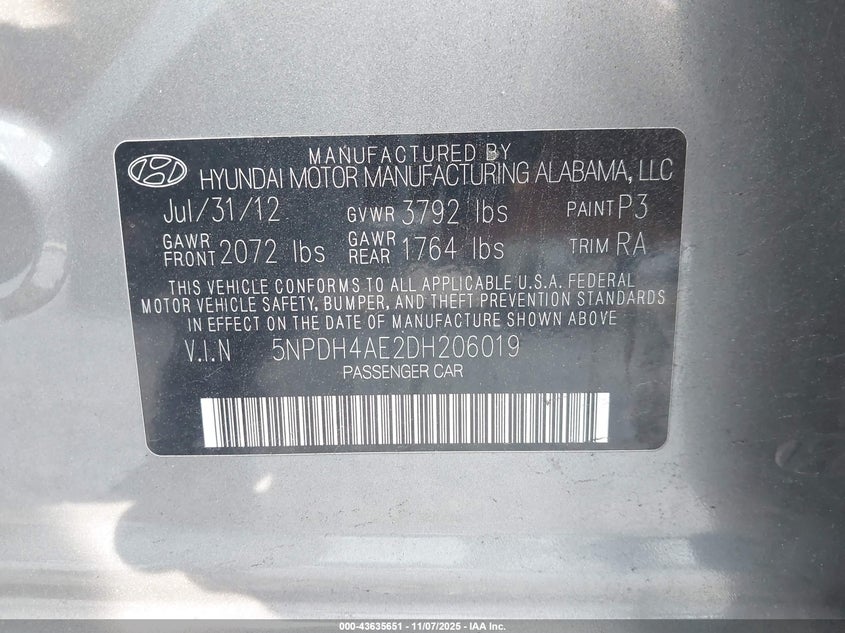 MANUFACTURED BY
HYUNDAI MOTOR MANUFACTURING ALABAMA, LLC
Jul/31/12 GVWR 3792 lbs PAINT P3
GAWR FRONT 2072 lbs GAWR REAR 1764 lbs TRIM RA
THIS VEHICLE CONFORMS TO ALL APPLICABLE U.S.A. FEDERAL
MOTOR VEHICLE SAFETY, BUMPER, AND THEFT PREVENTION STANDARDS
IN EFFECT ON THE DATE OF MANUFACTURE SHOWN ABOVE.
V.I.N 5NPDH4AE2DH206019
PASSENGER CAR
000-43635651 - 11/07/2025 - IAA Inc.